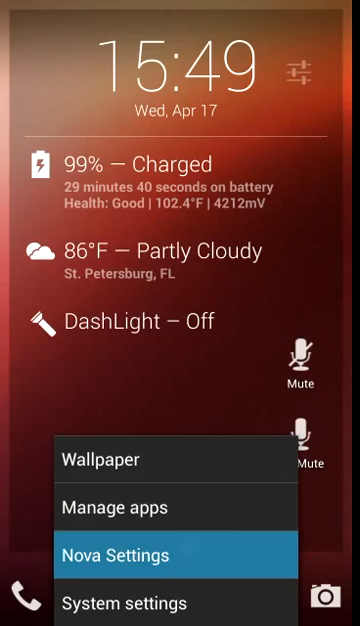 15:49
Wed, Apr 17
99% — Charged
29 minutes 40 seconds on battery
Health: Good | 102.4°F | 4212mV
86°F — Partly Cloudy
St. Petersburg, FL
DashLight – Off
Mute
Mute
Wallpaper
Manage apps
Nova Settings
System settings